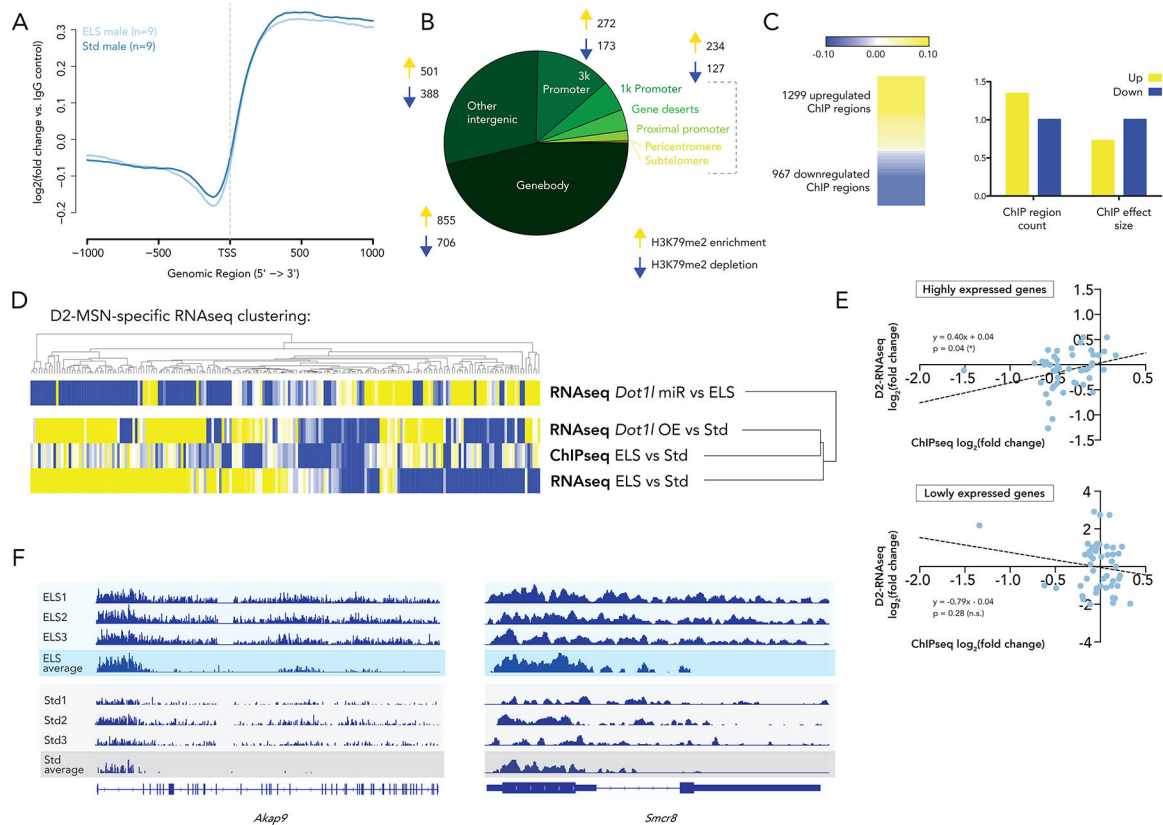 A
ELS male (n=9)
Std male (n=9)
log2(fold change vs. IgG control)
0.3
0.2
0.1
0.0
−0.1
−0.2
−1000
−500
TSS
500
1000
Genomic Region (5' −> 3')
B
272
173
234
127
501
388
855
706
3k
Promoter
1k Promoter
Gene deserts
Proximal promoter
Pericentromere
Subtelomere
Other
intergenic
Genebody
H3K79me2 enrichment
H3K79me2 depletion
C
-0.10
0.00
0.10
1299 upregulated
ChIP regions
967 downregulated
ChIP regions
Up
Down
1.5
1.0
0.5
0.0
ChIP region
count
ChIP effect
size
D
D2-MSN-specific RNAseq clustering:
RNAseq Dot1l miR vs ELS
RNAseq Dot1l OE vs Std
ChIPseq ELS vs Std
RNAseq ELS vs Std
E
Highly expressed genes
D2-RNAseq
log2(fold change)
y = 0.40x + 0.04
p = 0.04 (*)
1.5
1.0
0.5
-2.0
-1.5
-1.0
-0.5
0.0
0.5
-0.5
-1.0
-1.5
ChIPseq log2(fold change)
Lowly expressed genes
D2-RNAseq
log2(fold change)
4
2
-2.0
-1.5
-1.0
-0.5
0.0
0.5
-2
-4
y = -0.79x - 0.04
p = 0.28 (n.s.)
ChIPseq log2(fold change)
F
ELS1
ELS2
ELS3
ELS
average
Std1
Std2
Std3
Std
average
Akap9
Smcr8